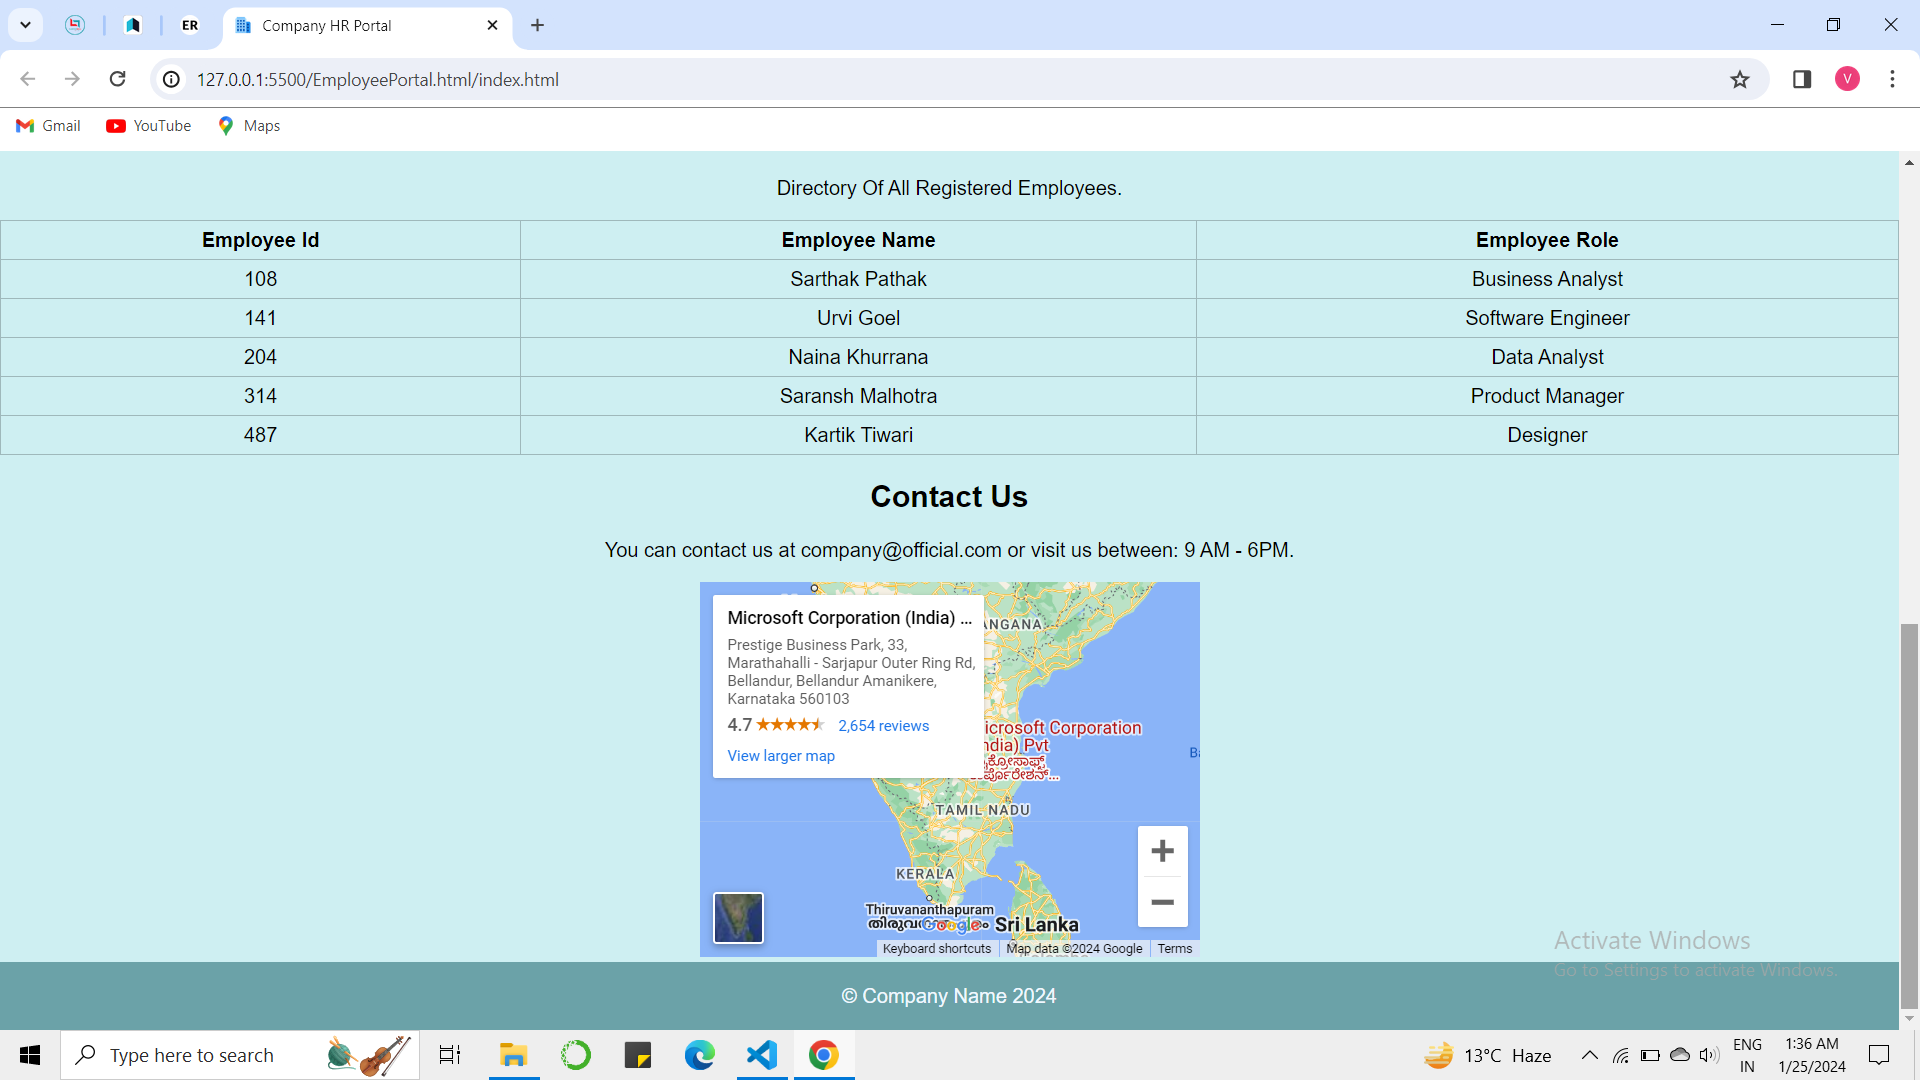 ER
Company HR Portal
127.0.0.1:5500/EmployeePortal.html/index.html
V
Gmail
YouTube
Maps
Directory Of All Registered Employees.
Employee Id Employee Name Employee Role
108 Sarthak Pathak Business Analyst
141 Urvi Goel Software Engineer
204 Naina Khurrana Data Analyst
314 Saransh Malhotra Product Manager
487 Kartik Tiwari Designer
Contact Us
You can contact us at company@official.com or visit us between: 9 AM - 6PM.
Microsoft Corporation (India) ...
Prestige Business Park, 33,
Marathahalli - Sarjapur Outer Ring Rd,
Bellandur, Bellandur Amanikere,
Karnataka 560103
4.7 2,654 reviews
View larger map
ANGANA
icrosoft Corporation
ndia) Pvt
TAMIL NADU
KERALA
Thiruvananthapuram
Google
Sri Lanka
Keyboard shortcuts
Map data ©2024 Google
Terms
Activate Windows
Go to Settings to activate Windows.
© Company Name 2024
Type here to search
13°C Haze
ENG
IN
1:36 AM
1/25/2024